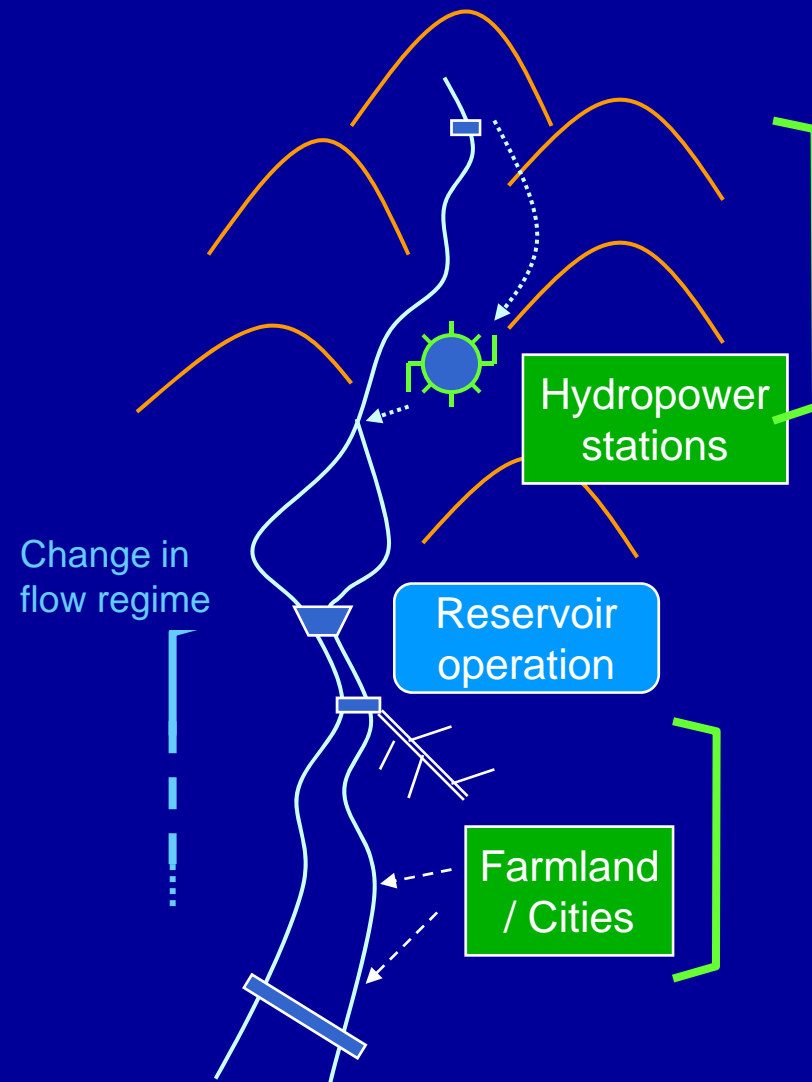 Hydropower
stations
Change in
flow regime
Reservoir
operation
Farmland
/ Cities